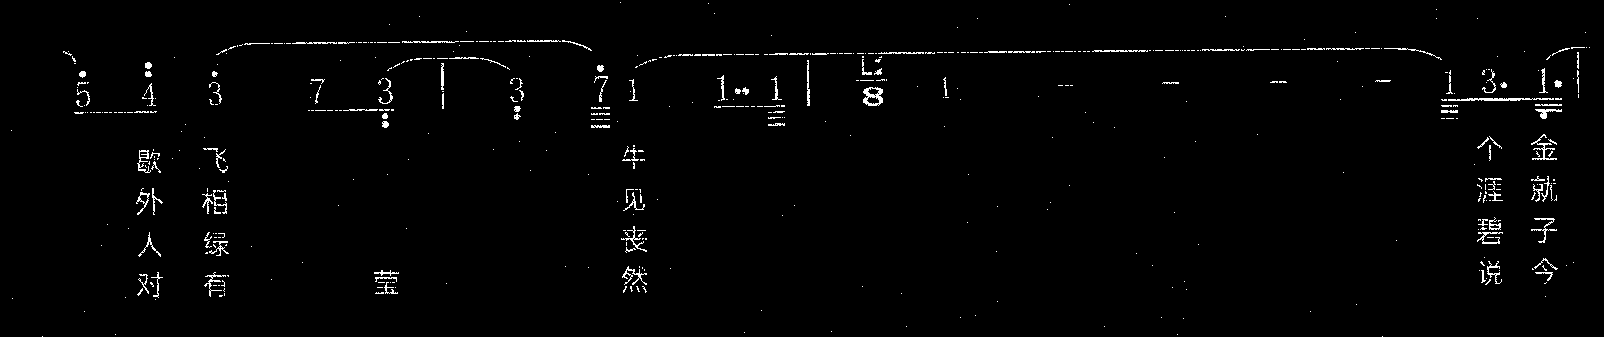 5 4 3 7 3 | 3 7 1 1·· 1 | 8 1 - - - - 1 3· 1· |
歇 飞 牛 个 金
外 相 见 涯 就
人 绿 丧 碧 子
对 有 莹 然 说 今